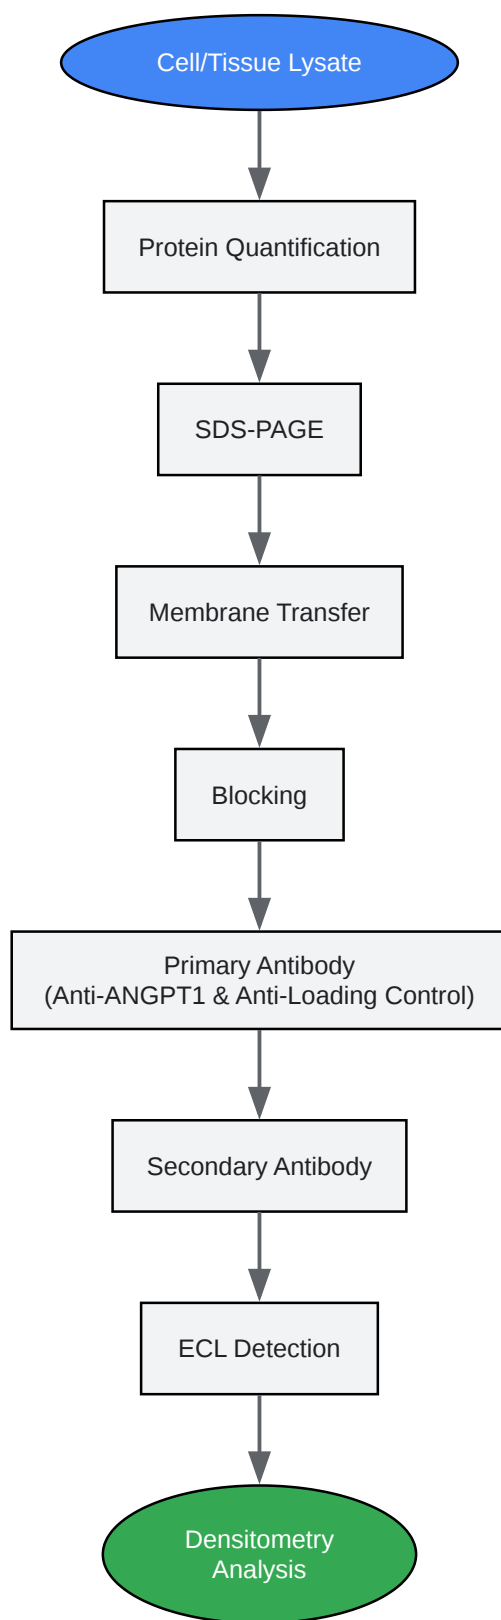 Cell/Tissue Lysate
Protein Quantification
SDS-PAGE
Membrane Transfer
Blocking
Primary Antibody
(Anti-ANGPT1 & Anti-Loading Control)
Secondary Antibody
ECL Detection
Densitometry
Analysis